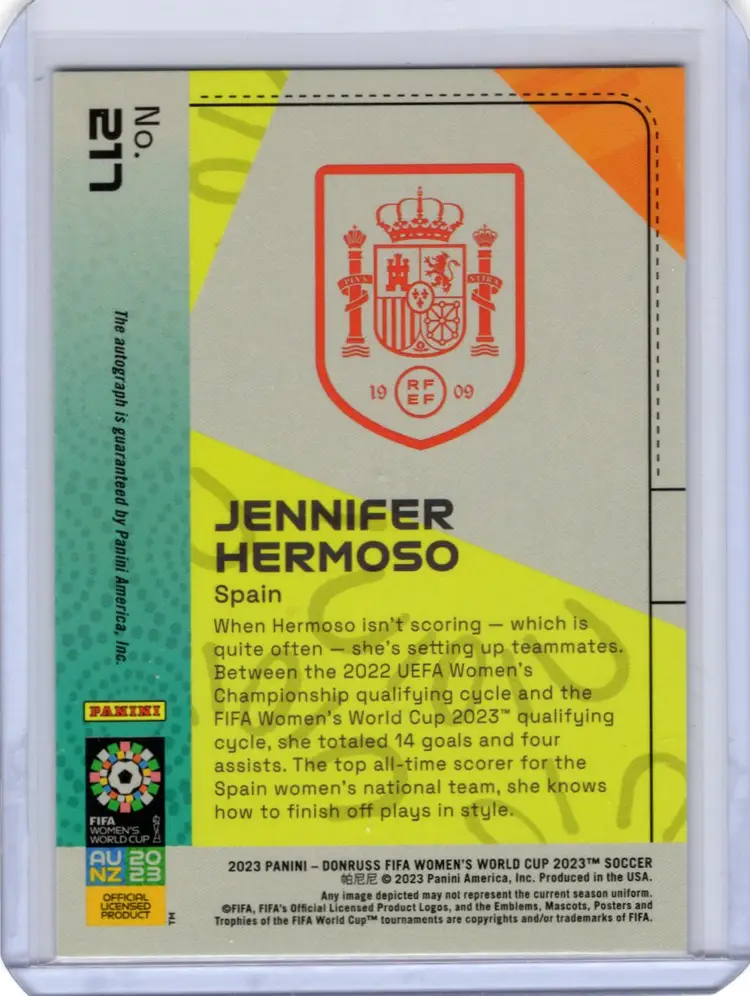 No.
217
The autograph is guaranteed by Panini America, Inc.
PANINI
FIFA
WOMEN'S
WORLD CUP
AU 20
NZ 23
OFFICIAL
LICENSED
PRODUCT
TM
PLVS
VLTRA
19 RF 09
EF
JENNIFER
HERMOSO
Spain
When Hermoso isn't scoring — which is
quite often — she's setting up teammates.
Between the 2022 UEFA Women's
Championship qualifying cycle and the
FIFA Women's World Cup 2023™ qualifying
cycle, she totaled 14 goals and four
assists. The top all-time scorer for the
Spain women's national team, she knows
how to finish off plays in style.
2023 PANINI – DONRUSS FIFA WOMEN'S WORLD CUP 2023™ SOCCER
帕尼尼 © 2023 Panini America, Inc. Produced in the USA.
Any image depicted may not represent the current season uniform.
©FIFA, FIFA's Official Licensed Product Logos, and the Emblems, Mascots, Posters and
Trophies of the FIFA World Cup™ tournaments are copyrights and/or trademarks of FIFA.